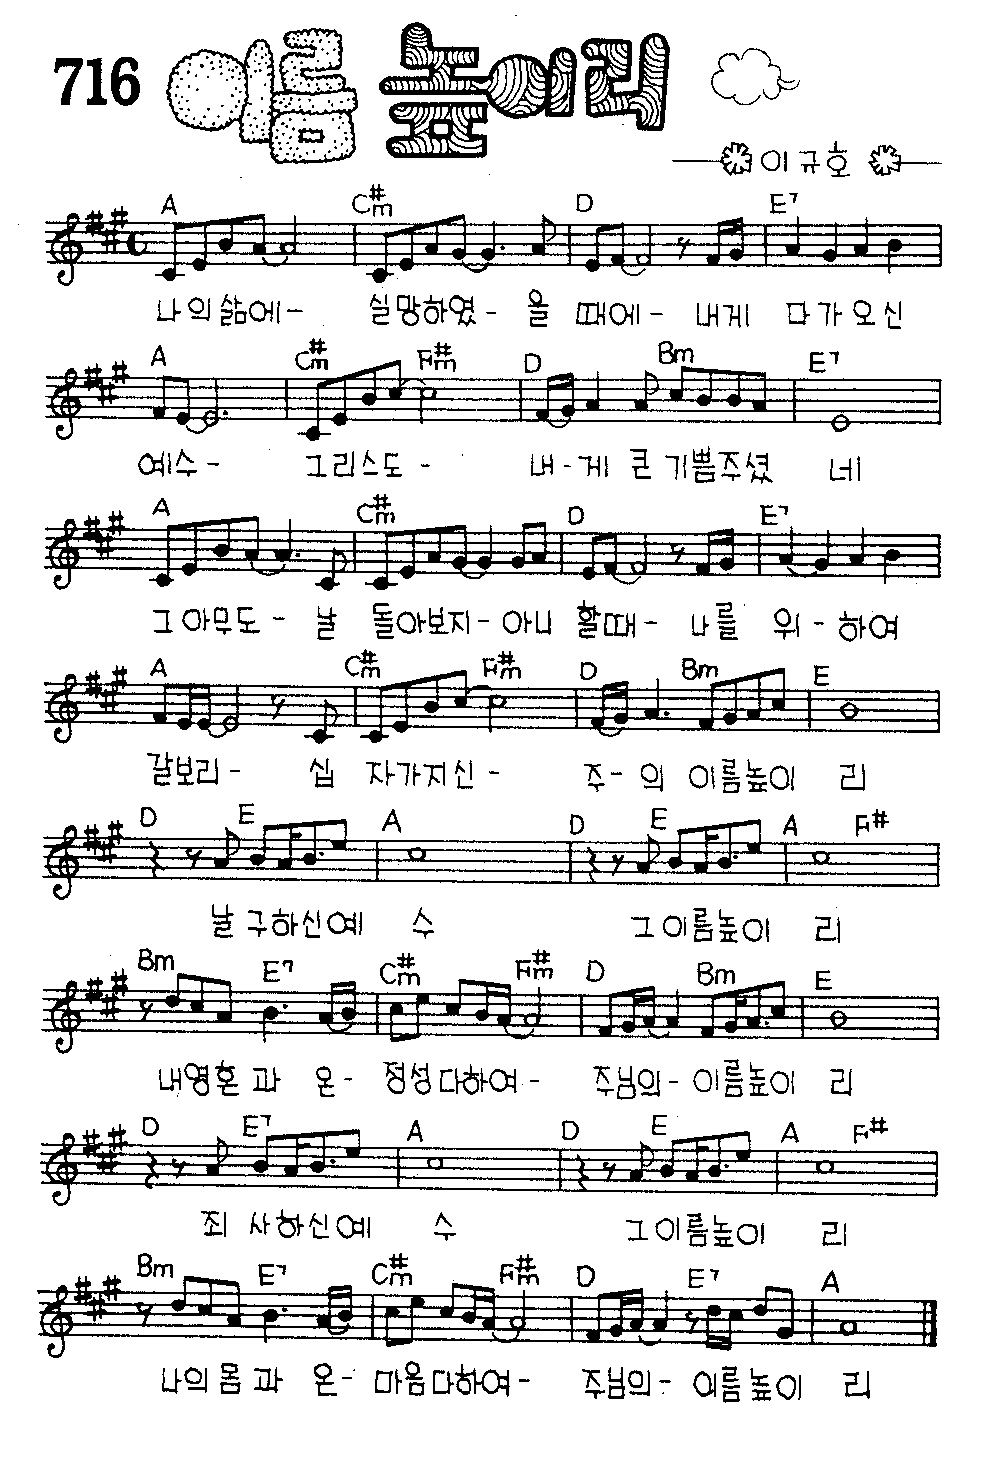 716 이름 높이리
이규호
A C#m D E7
나의 삶에- 실망하였- 을 때에- 내게 다가오신
A C#m F#m D Bm E7
예수- 그리스도- 내-게 큰 기쁨주셨 네
A C#m D E7
그 아무도- 날 돌아보지-아니 할때- 나를 위-하여
A C#m F#m D Bm E
갈보리- 십 자가지신- 주-의 이름높이 리
D E A D E A F#
날 구하신예 수 그이름높이 리
Bm E7 C#m F#m D Bm E
내영혼과 온- 정성다하여- 주님의-이름높이 리
D E7 A D E A F#
죄 사하신예 수 그이름높이 리
Bm E7 C#m F#m D E7 A
나의몸과 온- 마음다하여- 주님의- 이름높이 리